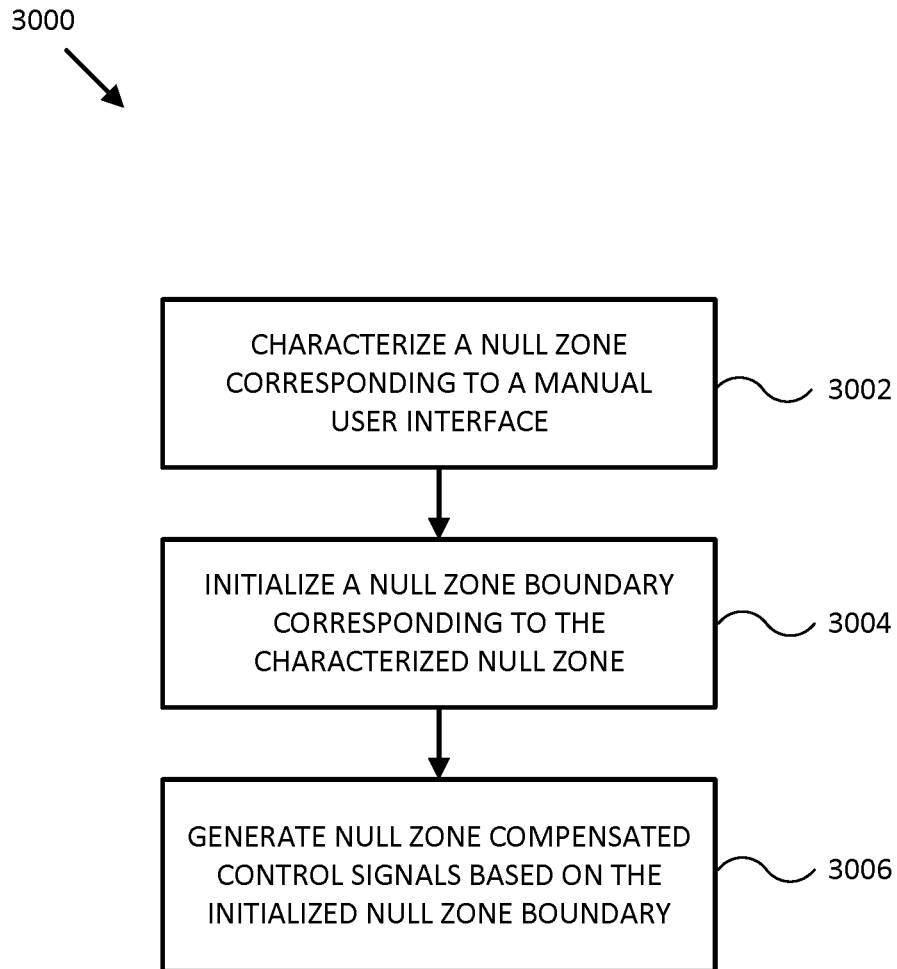 3000
CHARACTERIZE A NULL ZONE
CORRESPONDING TO A MANUAL
USER INTERFACE
3002
INITIALIZE A NULL ZONE BOUNDARY
CORRESPONDING TO THE
CHARACTERIZED NULL ZONE
3004
GENERATE NULL ZONE COMPENSATED
CONTROL SIGNALS BASED ON THE
INITIALIZED NULL ZONE BOUNDARY
3006